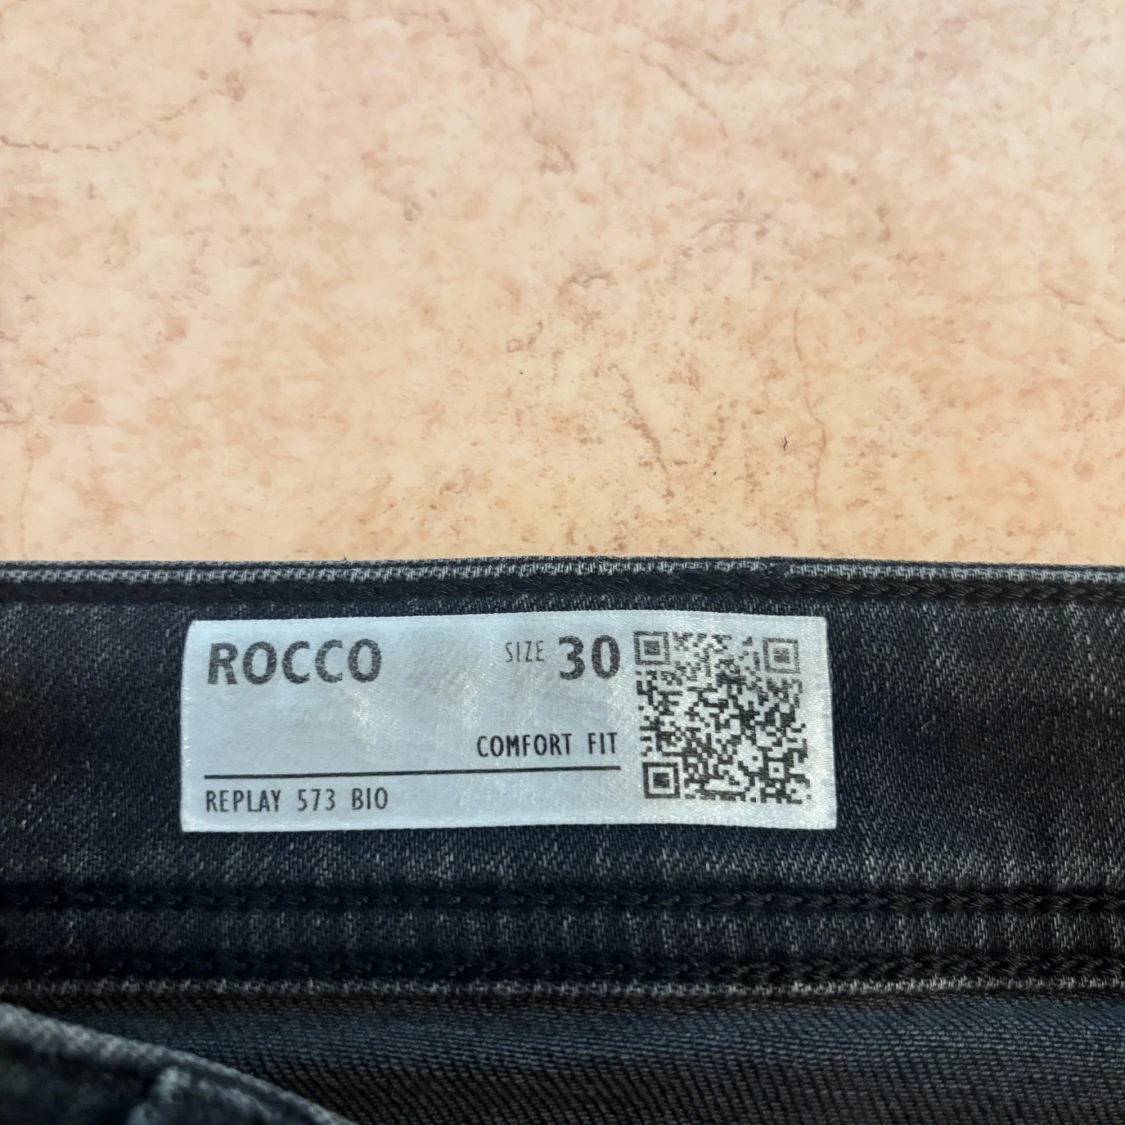 ROCCO SIZE 30
COMFORT FIT
REPLAY 573 BIO